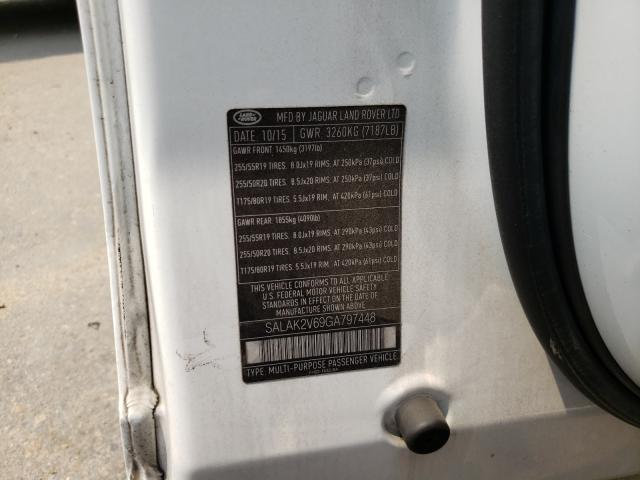 LAND ROVER
MFD BY JAGUAR LAND ROVER LTD
DATE 10/15 GWR 3260KG (7187LB)
GAWR FRONT 1450kg (3197lb)
255/55R19 TIRES. 8.0Jx19 RIMS. AT 250kPa (37psi) COLD
255/50R20 TIRES. 8.5Jx20 RIMS. AT 250kPa (37psi) COLD
T175/80R19 TIRES. 5.5Jx19 RIM. AT 420kPa (61psi) COLD
GAWR REAR: 1855kg (4090lb)
255/55R19 TIRES. 8.0Jx19 RIMS. AT 290kPa (43psi) COLD
255/50R20 TIRES. 8.5Jx20 RIMS. AT 290kPa (43psi) COLD
T175/80R19 TIRES. 5.5Jx19 RIM. AT 420kPa (61psi) COLD
THIS VEHICLE CONFORMS TO ALL APPLICABLE
U.S. FEDERAL MOTOR VEHICLE SAFETY
STANDARDS IN EFFECT ON THE DATE OF
MANUFACTURE SHOWN ABOVE
SALAK2V69GA797448
TYPE: MULTI-PURPOSE PASSENGER VEHICLE